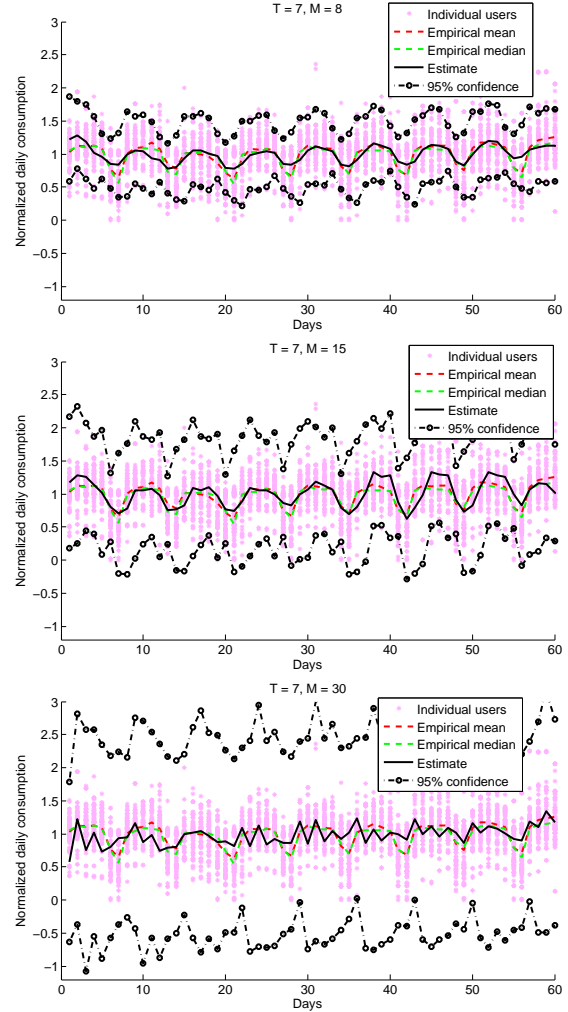 T = 7, M = 8
Individual users
Empirical mean
Empirical median
Estimate
95% confidence
Normalized daily consumption
3
2.5
2
1.5
1
0.5
0
−0.5
−1
0 10 20 30 40 50 60
Days
T = 7, M = 15
Individual users
Empirical mean
Empirical median
Estimate
95% confidence
Normalized daily consumption
3
2.5
2
1.5
1
0.5
0
−0.5
−1
0 10 20 30 40 50 60
Days
T = 7, M = 30
Individual users
Empirical mean
Empirical median
Estimate
95% confidence
Normalized daily consumption
3
2.5
2
1.5
1
0.5
0
−0.5
−1
0 10 20 30 40 50 60
Days